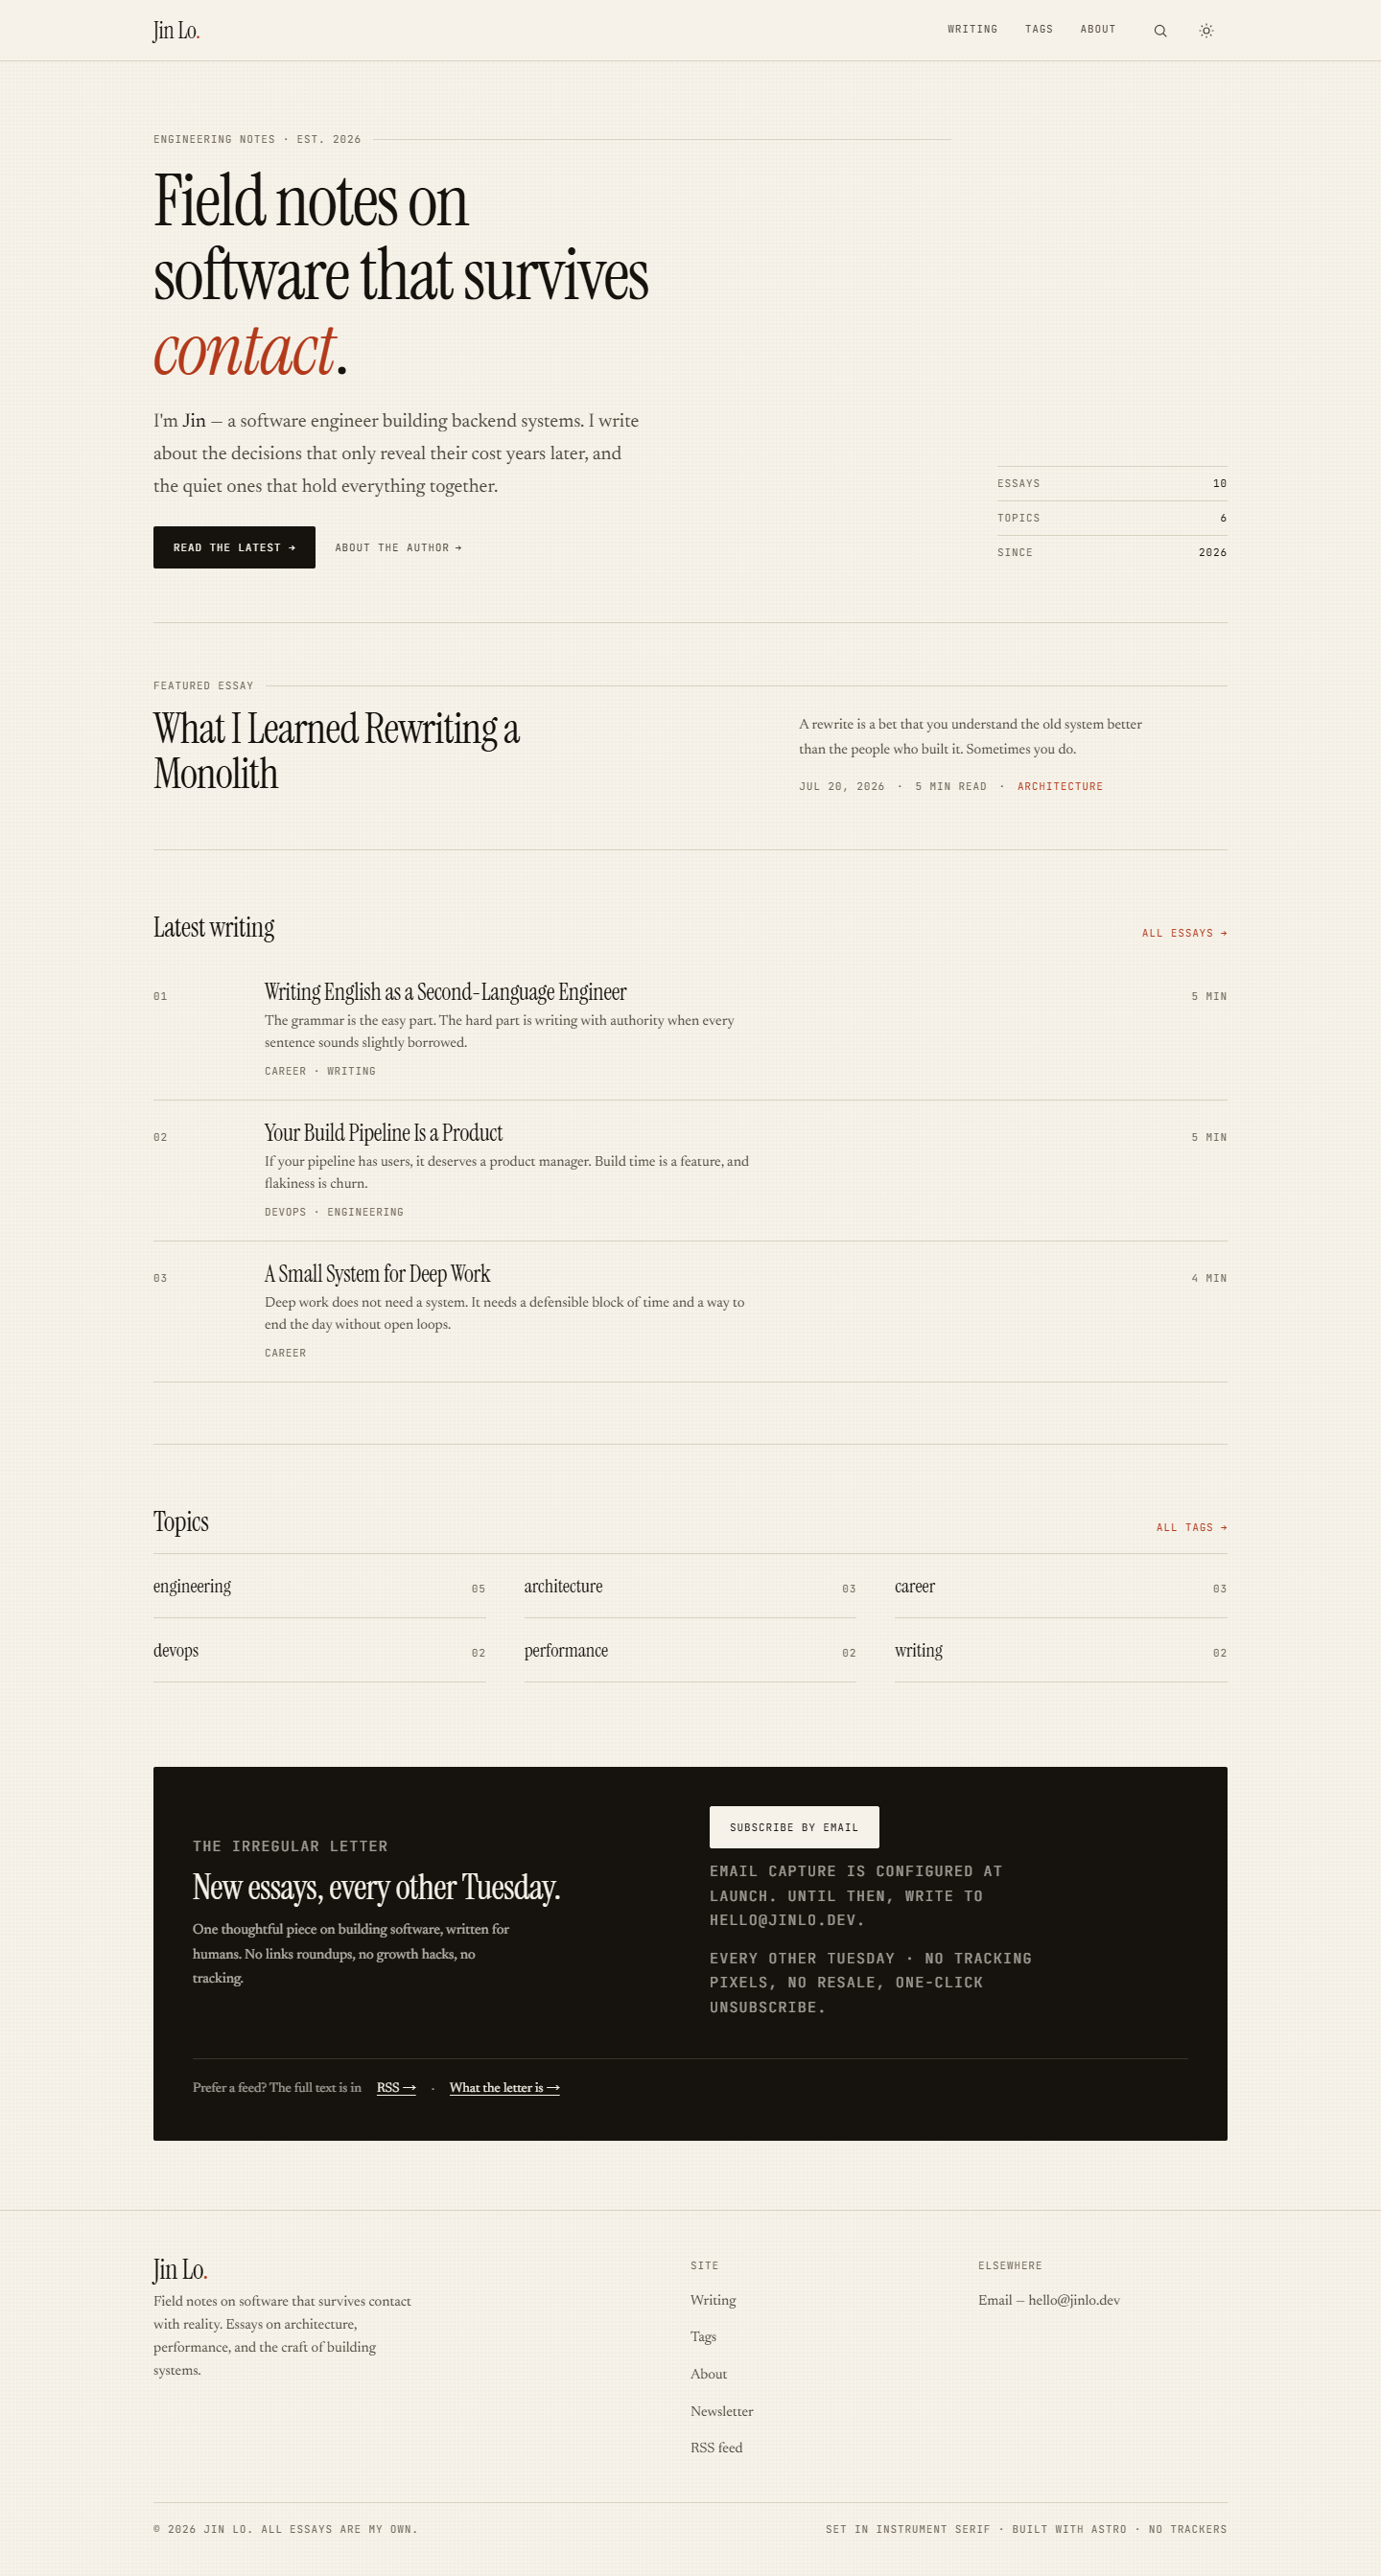 Jin Lo.
WRITING TAGS ABOUT
ENGINEERING NOTES · EST. 2026
Field notes on
software that survives
contact.
I'm Jin — a software engineer building backend systems. I write
about the decisions that only reveal their cost years later, and
the quiet ones that hold everything together.
READ THE LATEST → ABOUT THE AUTHOR →
ESSAYS 10
TOPICS 6
SINCE 2026
FEATURED ESSAY
What I Learned Rewriting a
Monolith
A rewrite is a bet that you understand the old system better
than the people who built it. Sometimes you do.
JUL 20, 2026 · 5 MIN READ · ARCHITECTURE
Latest writing
ALL ESSAYS →
01
Writing English as a Second-Language Engineer
5 MIN
The grammar is the easy part. The hard part is writing with authority when every
sentence sounds slightly borrowed.
CAREER · WRITING
02
Your Build Pipeline Is a Product
5 MIN
If your pipeline has users, it deserves a product manager. Build time is a feature, and
flakiness is churn.
DEVOPS · ENGINEERING
03
A Small System for Deep Work
4 MIN
Deep work does not need a system. It needs a defensible block of time and a way to
end the day without open loops.
CAREER
Topics
ALL TAGS →
engineering 05
architecture 03
career 03
devops 02
performance 02
writing 02
THE IRREGULAR LETTER
New essays, every other Tuesday.
One thoughtful piece on building software, written for
humans. No links roundups, no growth hacks, no
tracking.
SUBSCRIBE BY EMAIL
EMAIL CAPTURE IS CONFIGURED AT
LAUNCH. UNTIL THEN, WRITE TO
HELLO@JINLO.DEV.
EVERY OTHER TUESDAY · NO TRACKING
PIXELS, NO RESALE, ONE-CLICK
UNSUBSCRIBE.
Prefer a feed? The full text is in RSS → · What the letter is →
Jin Lo.
Field notes on software that survives contact
with reality. Essays on architecture,
performance, and the craft of building
systems.
SITE
Writing
Tags
About
Newsletter
RSS feed
ELSEWHERE
Email — hello@jinlo.dev
© 2026 JIN LO. ALL ESSAYS ARE MY OWN.
SET IN INSTRUMENT SERIF · BUILT WITH ASTRO · NO TRACKERS